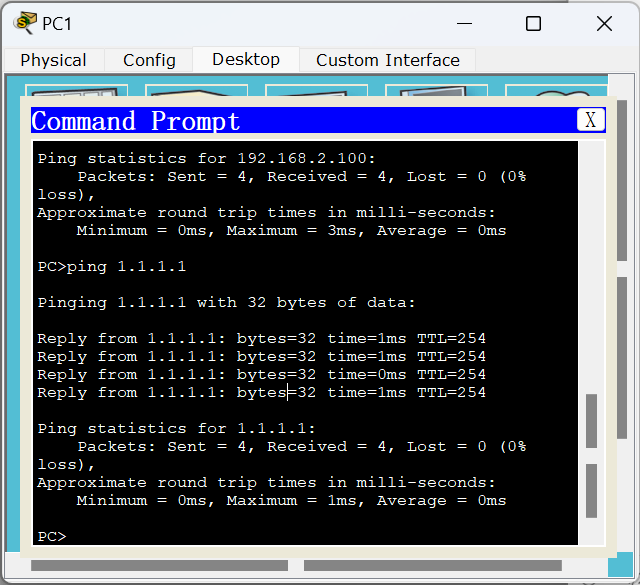 PC1
Physical Config Desktop Custom Interface
Command Prompt X
Ping statistics for 192.168.2.100:
Packets: Sent = 4, Received = 4, Lost = 0 (0%
loss),
Approximate round trip times in milli-seconds:
Minimum = 0ms, Maximum = 3ms, Average = 0ms
PC>ping 1.1.1.1
Pinging 1.1.1.1 with 32 bytes of data:
Reply from 1.1.1.1: bytes=32 time=1ms TTL=254
Reply from 1.1.1.1: bytes=32 time=1ms TTL=254
Reply from 1.1.1.1: bytes=32 time=0ms TTL=254
Reply from 1.1.1.1: bytes=32 time=1ms TTL=254
Ping statistics for 1.1.1.1:
Packets: Sent = 4, Received = 4, Lost = 0 (0%
loss),
Approximate round trip times in milli-seconds:
Minimum = 0ms, Maximum = 1ms, Average = 0ms
PC>